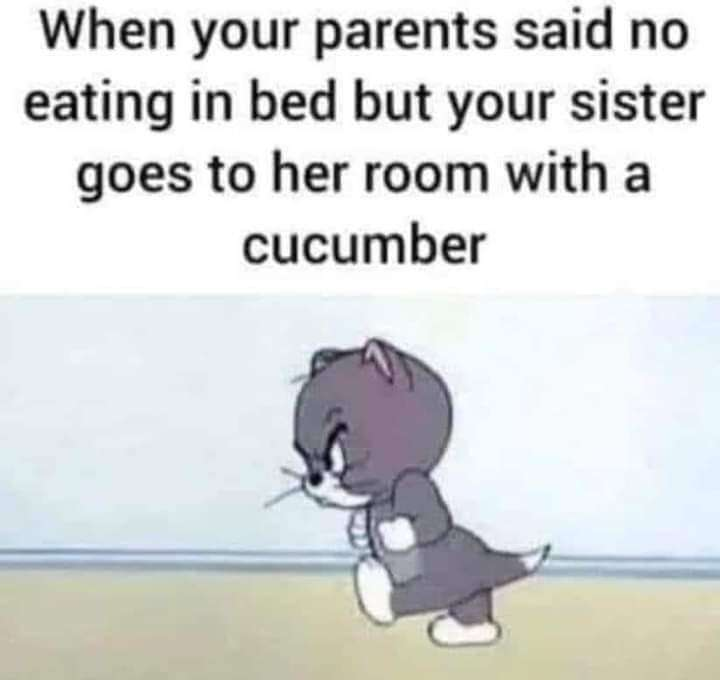 When your parents said no
eating in bed but your sister
goes to her room with a
cucumber